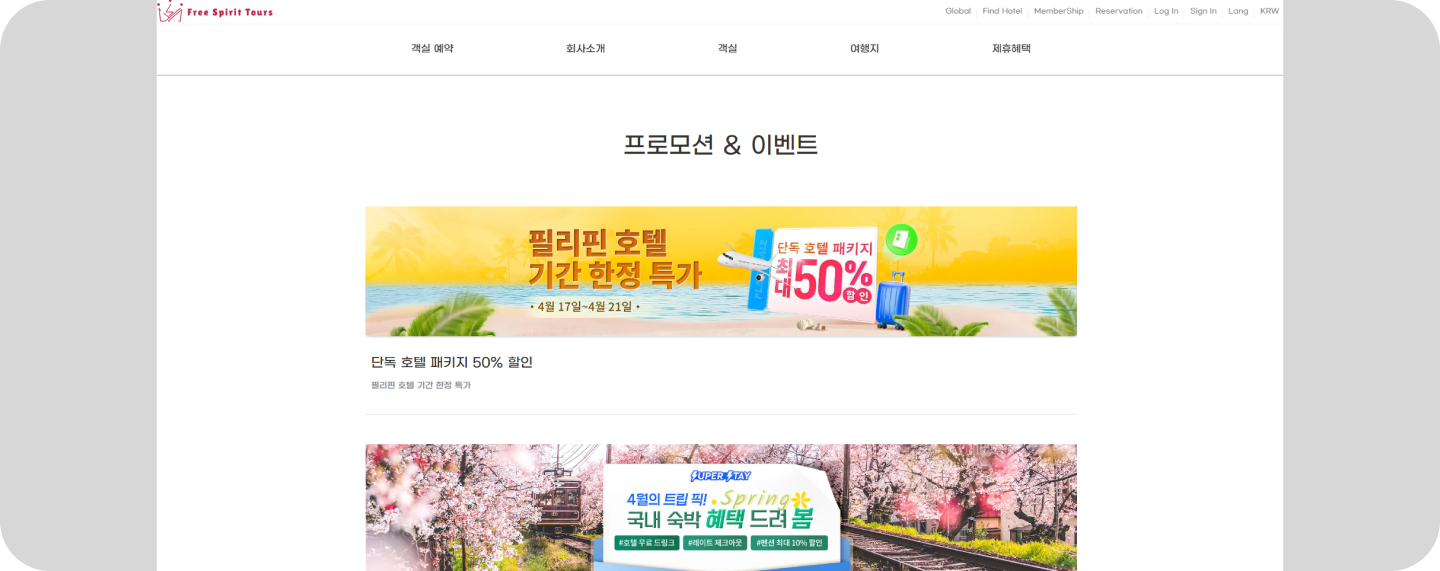 Free Spirit Tours
Global Find Hotel MemberShip Reservation Log In Sign In Lang KRW
객실 예약 회사소개 객실 여행지 제휴혜택
프로모션 & 이벤트
필리핀 호텔
기간 한정 특가
• 4월 17일~4월 21일 •
단독 호텔 패키지
최대 50% 할인
단독 호텔 패키지 50% 할인
필리핀 호텔 기간 한정 특가
SUPER STAY
4월의 트립 픽! Spring
국내 숙박 혜택 드려 봄
#호텔 무료 드링크 #레이트 체크아웃 #펜션 최대 10% 할인